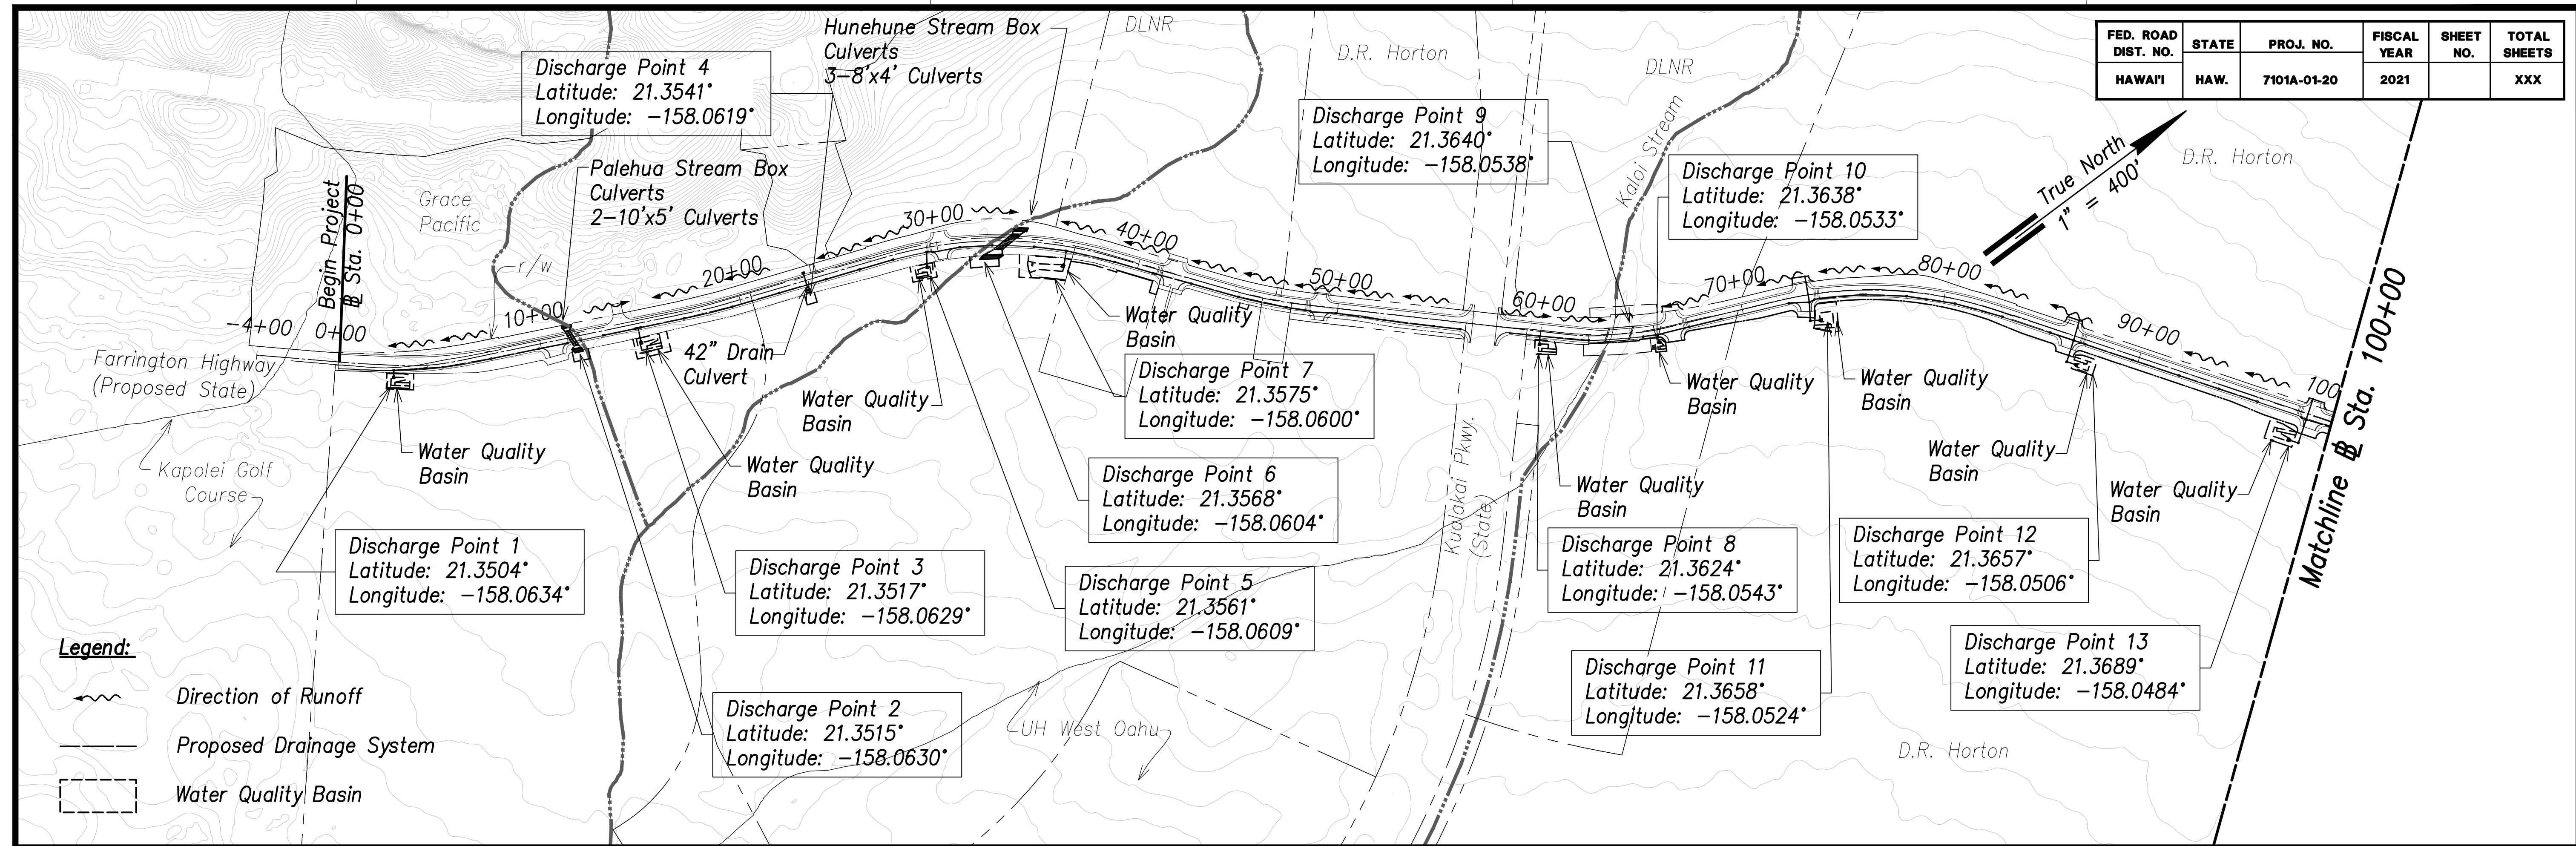 FED. ROAD DIST. NO.
STATE
PROJ. NO.
FISCAL YEAR
SHEET NO.
TOTAL SHEETS
HAWAI'I
HAW.
7101A-01-20
2021
XXX
Hunehune Stream Box
Culverts
3-8'x4' Culverts
DLNR
D.R. Horton
DLNR
Discharge Point 4
Latitude: 21.3541°
Longitude: -158.0619°
Discharge Point 9
Latitude: 21.3640°
Longitude: -158.0538°
Kaloi Stream
True North
1" = 400'
D.R. Horton
Palehua Stream Box
Culverts
2-10'x5' Culverts
Discharge Point 10
Latitude: 21.3638°
Longitude: -158.0533°
Begin Project
BL Sta. 0+00
Grace
Pacific
r/w
-4+00
0+00
10+00
20+00
30+00
40+00
50+00
60+00
70+00
80+00
90+00
100
Matchline BL Sta. 100+00
Farrington Highway
(Proposed State)
42" Drain
Culvert
Water Quality
Basin
Water Quality
Basin
Discharge Point 7
Latitude: 21.3575°
Longitude: -158.0600°
Water Quality
Basin
Water Quality
Basin
Kapolei Golf
Course
Water Quality
Basin
Water Quality
Basin
Discharge Point 6
Latitude: 21.3568°
Longitude: -158.0604°
Kualakai Pkwy.
(State)
Water Quality
Basin
Water Quality
Basin
Water Quality
Basin
Discharge Point 1
Latitude: 21.3504°
Longitude: -158.0634°
Discharge Point 3
Latitude: 21.3517°
Longitude: -158.0629°
Discharge Point 5
Latitude: 21.3561°
Longitude: -158.0609°
Discharge Point 8
Latitude: 21.3624°
Longitude: -158.0543°
Discharge Point 12
Latitude: 21.3657°
Longitude: -158.0506°
Discharge Point 2
Latitude: 21.3515°
Longitude: -158.0630°
UH West Oahu
Discharge Point 11
Latitude: 21.3658°
Longitude: -158.0524°
Discharge Point 13
Latitude: 21.3689°
Longitude: -158.0484°
D.R. Horton
Legend:
Direction of Runoff
Proposed Drainage System
Water Quality Basin